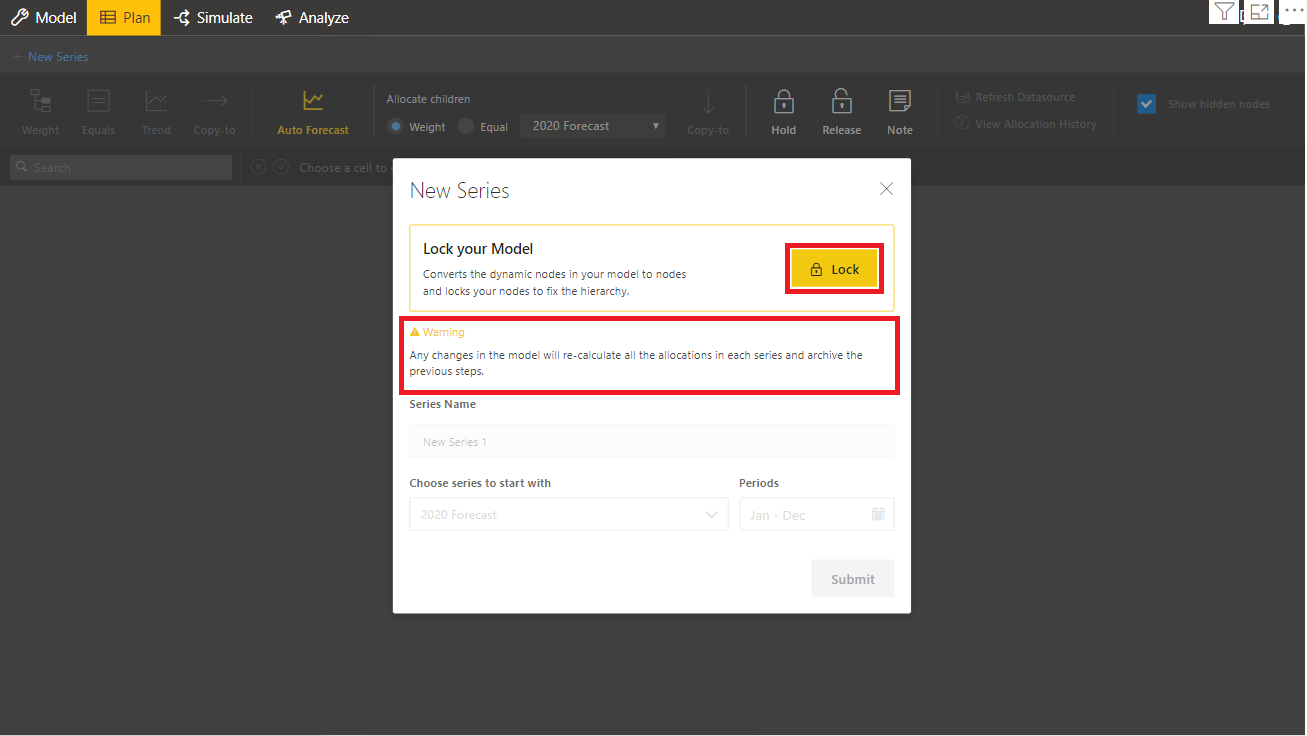 Model Plan Simulate Analyze
+ New Series
Weight Equals Trend Copy-to Auto Forecast
Allocate children
Weight Equal 2020 Forecast
Copy-to Hold Release Note
Refresh Datasource
View Allocation History
Show hidden nodes
Search
Choose a cell to
New Series
Lock your Model
Converts the dynamic nodes in your model to nodes
and locks your nodes to fix the hierarchy.
Lock
Warning
Any changes in the model will re-calculate all the allocations in each series and archive the
previous steps.
Series Name
New Series 1
Choose series to start with
Periods
2020 Forecast
Jan - Dec
Submit